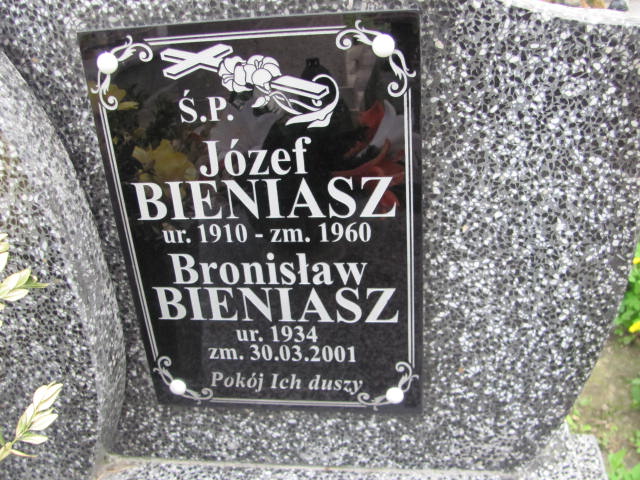 Ś.P.
Józef
BIENIASZ
ur. 1910 - zm. 1960
Bronisław
BIENIASZ
ur. 1934
zm. 30.03.2001
Pokój Ich duszy